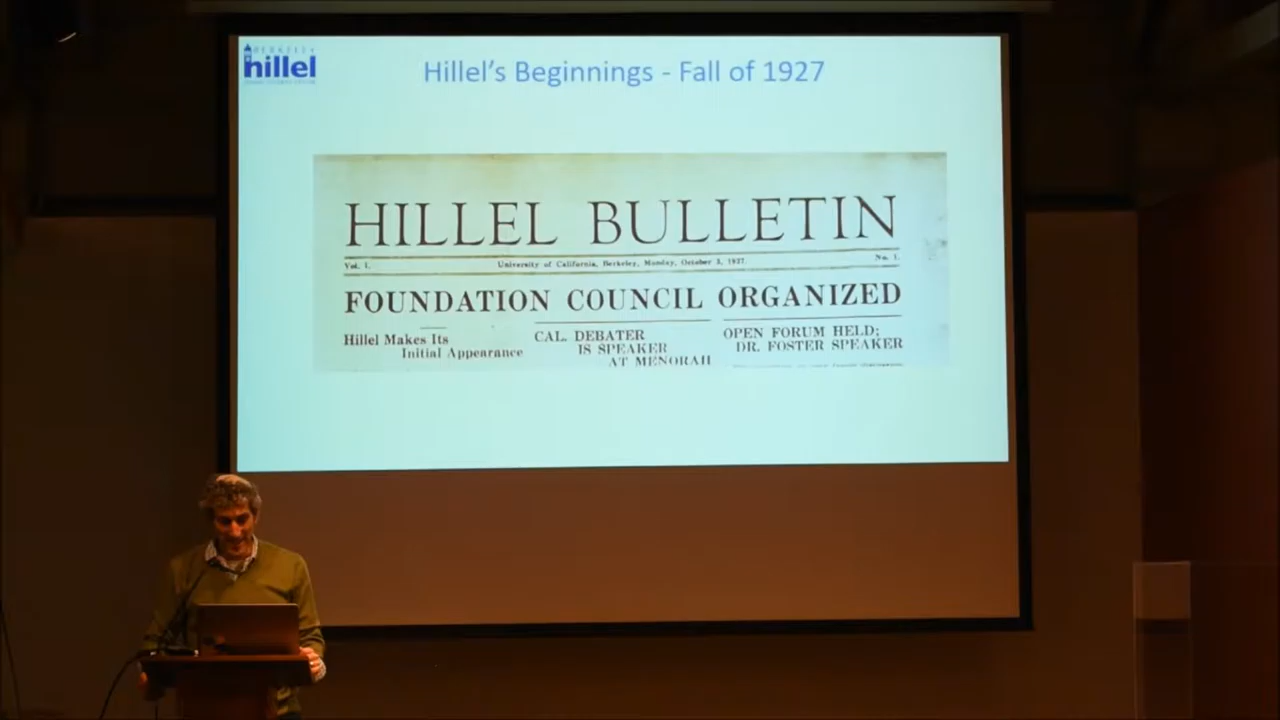 BERKELEY
hillel
Hillel's Beginnings - Fall of 1927
HILLEL BULLETIN
Vol. 1. University of California, Berkeley, Monday, October 3, 1927. No. 1.
FOUNDATION COUNCIL ORGANIZED
Hillel Makes Its
Initial Appearance
CAL. DEBATER
IS SPEAKER
AT MENORAH
OPEN FORUM HELD;
DR. FOSTER SPEAKER